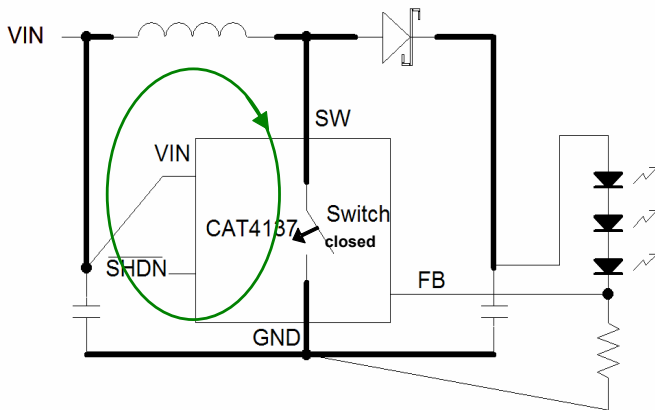 VIN
SW
VIN
CAT4137
Switch
closed
SHDN
FB
GND